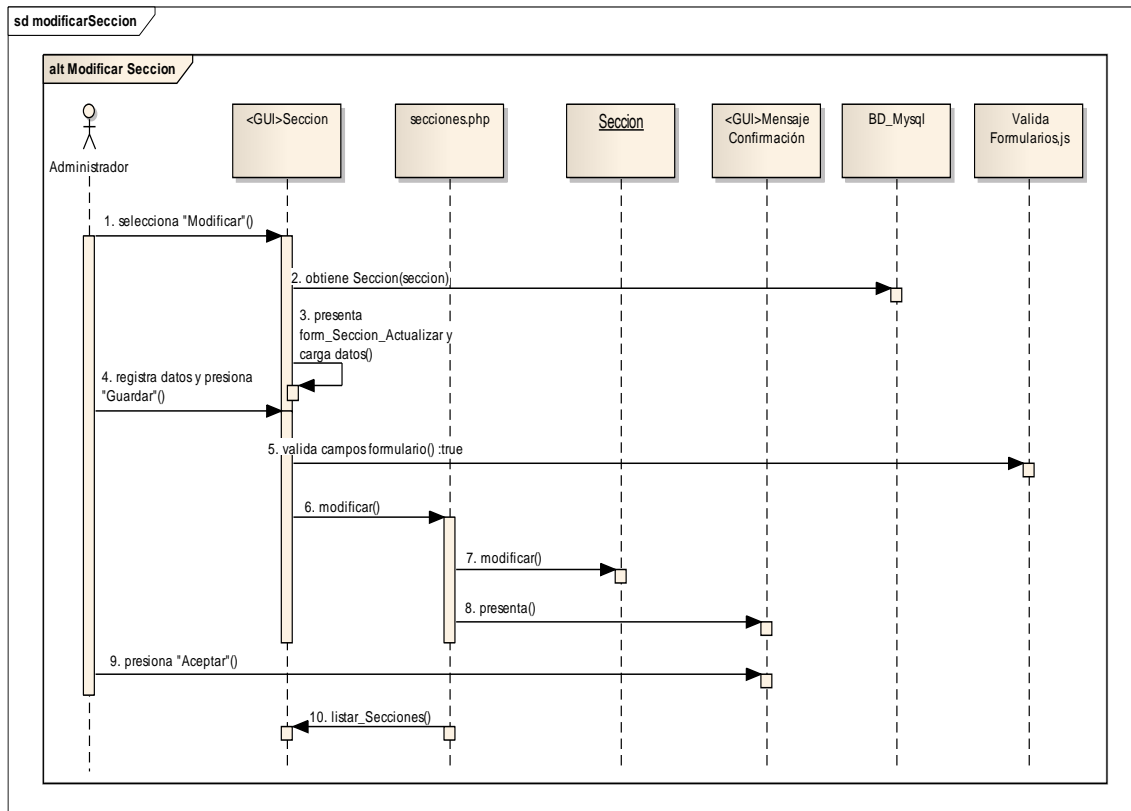 sd modificarSeccion
alt Modificar Seccion
Administrador
<GUI>Seccion
secciones.php
Seccion
<GUI>Mensaje
Confirmación
BD_Mysql
Valida
Formularios,js
1. selecciona "Modificar"()
2. obtiene Seccion(seccion)
3. presenta
form_Seccion_Actualizar y
carga datos()
4. registra datos y presiona
"Guardar"()
5. valida campos formulario() :true
6. modificar()
7. modificar()
8. presenta()
9. presiona "Aceptar"()
10. listar_Secciones()